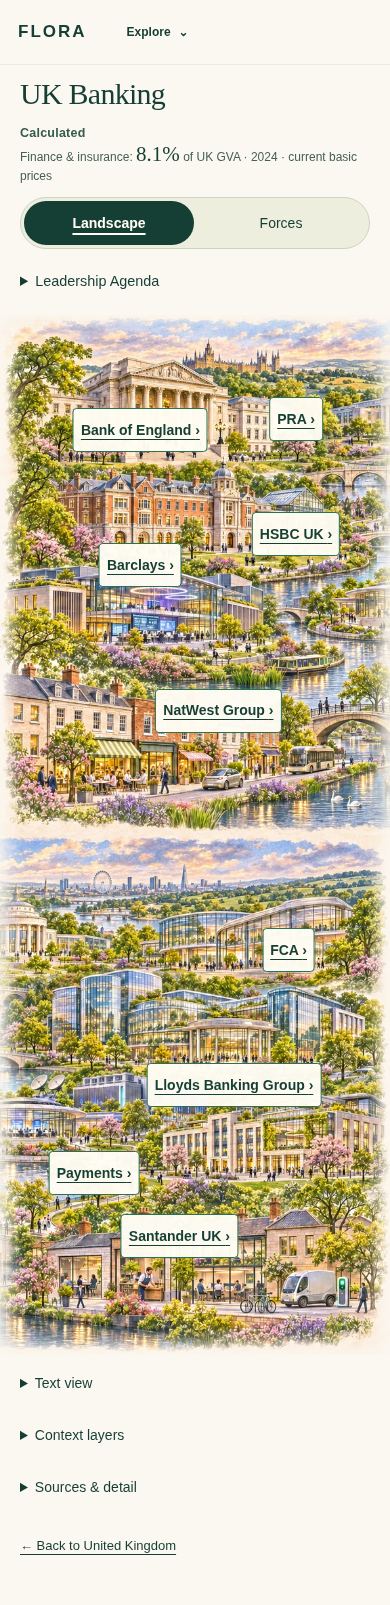 FLORA
Explore ⌄
UK Banking
Calculated
Finance & insurance: 8.1% of UK GVA · 2024 · current basic
prices
Landscape
Forces
▶ Leadership Agenda
Bank of England ›
PRA ›
HSBC UK ›
Barclays ›
NatWest Group ›
FCA ›
Lloyds Banking Group ›
Payments ›
Santander UK ›
▶ Text view
▶ Context layers
▶ Sources & detail
← Back to United Kingdom